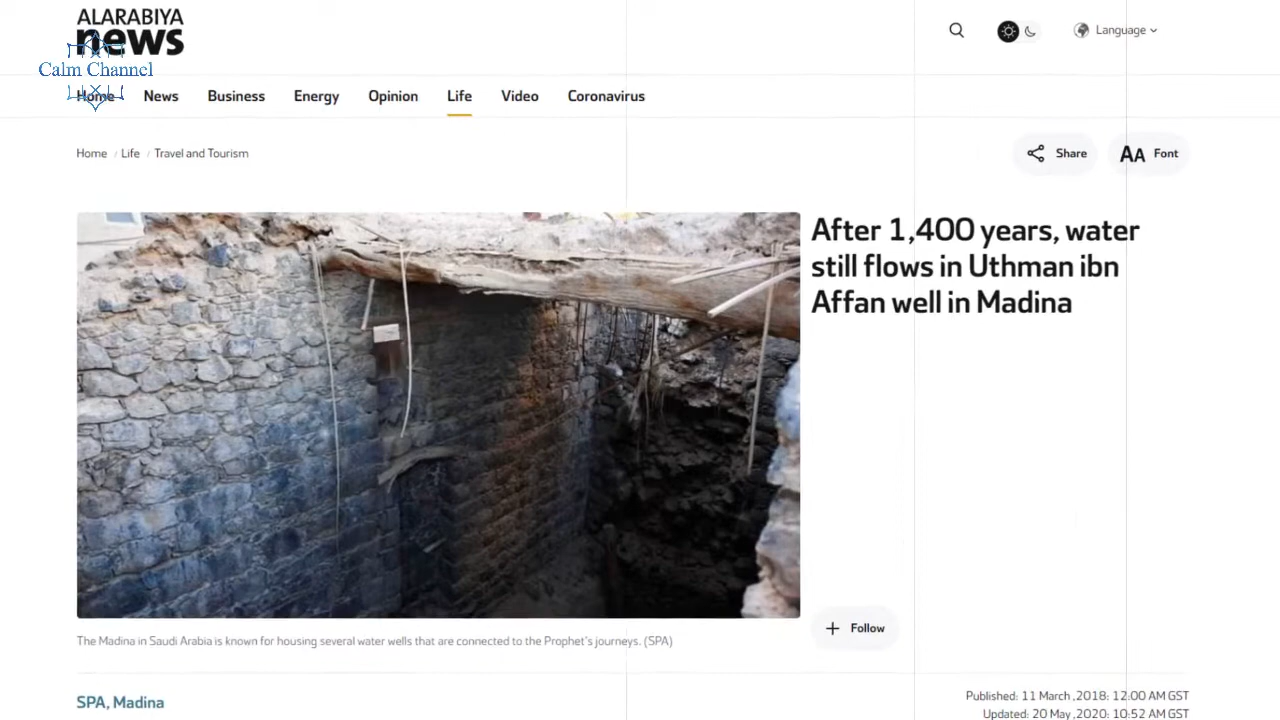 ALARABIYA
news
Calm Channel
Language
Home
News
Business
Energy
Opinion
Life
Video
Coronavirus
Home / Life / Travel and Tourism
Share
AA Font
After 1,400 years, water
still flows in Uthman ibn
Affan well in Madina
+ Follow
The Madina in Saudi Arabia is known for housing several water wells that are connected to the Prophet's journeys. (SPA)
SPA, Madina
Published: 11 March ,2018: 12:00 AM GST
Updated: 20 May ,2020: 10:52 AM GST